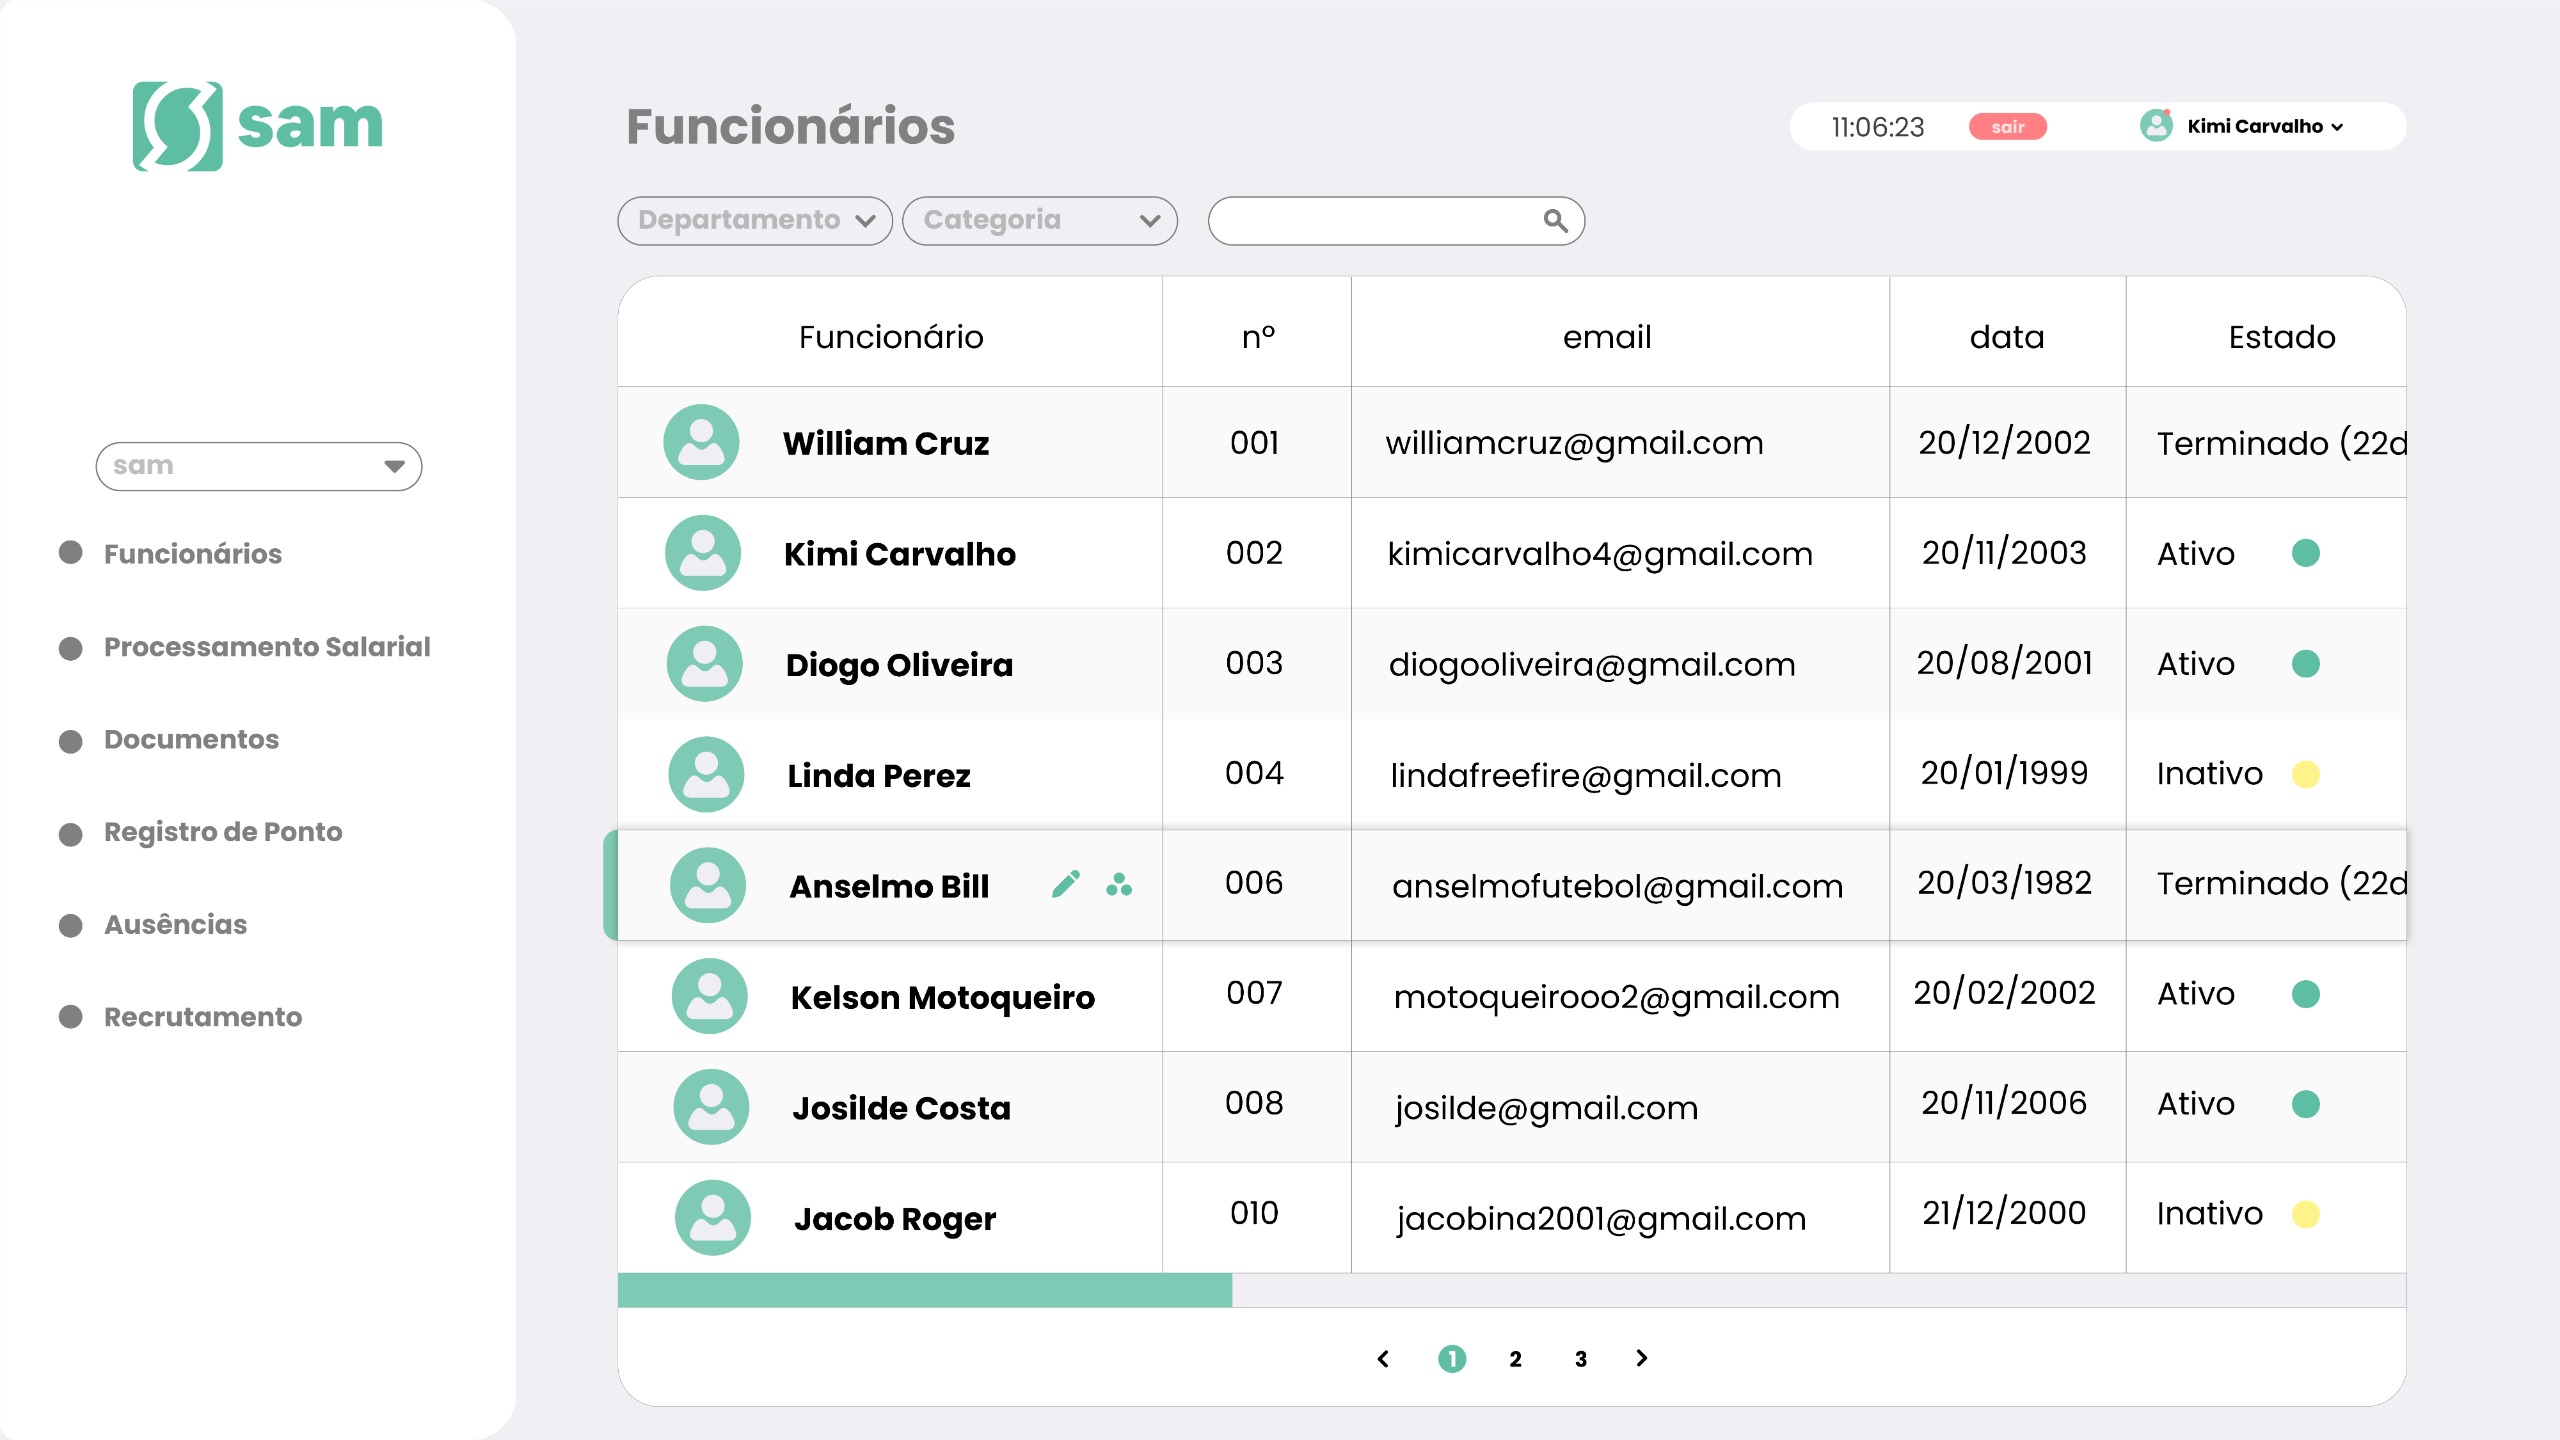 sam
Funcionários
11:06:23 sair Kimi Carvalho
Departamento Categoria
sam
Funcionários
Processamento Salarial
Documentos
Registro de Ponto
Ausências
Recrutamento
Funcionário nº email data Estado
William Cruz 001 williamcruz@gmail.com 20/12/2002 Terminado (22d
Kimi Carvalho 002 kimicarvalho4@gmail.com 20/11/2003 Ativo
Diogo Oliveira 003 diogooliveira@gmail.com 20/08/2001 Ativo
Linda Perez 004 lindafreefire@gmail.com 20/01/1999 Inativo
Anselmo Bill 006 anselmofutebol@gmail.com 20/03/1982 Terminado (22d
Kelson Motoqueiro 007 motoqueirooo2@gmail.com 20/02/2002 Ativo
Josilde Costa 008 josilde@gmail.com 20/11/2006 Ativo
Jacob Roger 010 jacobina2001@gmail.com 21/12/2000 Inativo
1 2 3